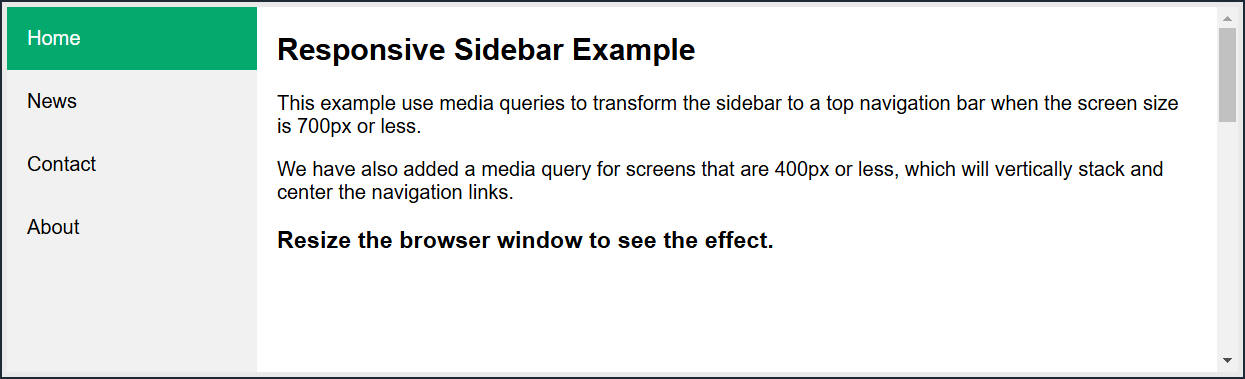 Home
News
Contact
About
Responsive Sidebar Example
This example use media queries to transform the sidebar to a top navigation bar when the screen size
is 700px or less.
We have also added a media query for screens that are 400px or less, which will vertically stack and
center the navigation links.
Resize the browser window to see the effect.